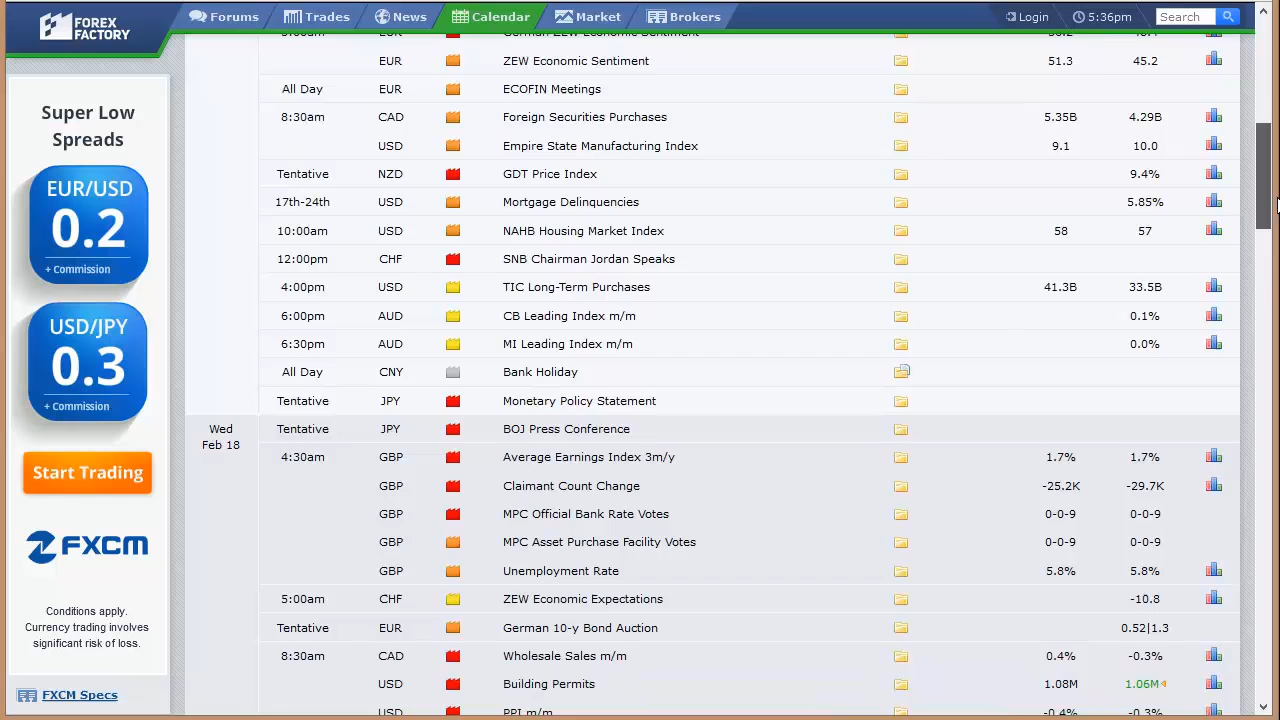 FOREX
FACTORY
Forums
Trades
News
Calendar
Market
Brokers
Login
5:36pm
Search
EUR
ZEW Economic Sentiment
51.3
45.2
All Day
EUR
ECOFIN Meetings
8:30am
CAD
Foreign Securities Purchases
5.35B
4.29B
USD
Empire State Manufacturing Index
9.1
10.0
Tentative
NZD
GDT Price Index
9.4%
17th-24th
USD
Mortgage Delinquencies
5.85%
10:00am
USD
NAHB Housing Market Index
58
57
12:00pm
CHF
SNB Chairman Jordan Speaks
4:00pm
USD
TIC Long-Term Purchases
41.3B
33.5B
6:00pm
AUD
CB Leading Index m/m
0.1%
6:30pm
AUD
MI Leading Index m/m
0.0%
All Day
CNY
Bank Holiday
Tentative
JPY
Monetary Policy Statement
Wed
Feb 18
Tentative
JPY
BOJ Press Conference
4:30am
GBP
Average Earnings Index 3m/y
1.7%
1.7%
GBP
Claimant Count Change
-25.2K
-29.7K
GBP
MPC Official Bank Rate Votes
0-0-9
0-0-9
GBP
MPC Asset Purchase Facility Votes
0-0-9
0-0-9
GBP
Unemployment Rate
5.8%
5.8%
5:00am
CHF
ZEW Economic Expectations
-10.8
Tentative
EUR
German 10-y Bond Auction
0.52|1.3
8:30am
CAD
Wholesale Sales m/m
0.4%
-0.3%
USD
Building Permits
1.08M
1.06M
USD
PPI m/m
-0.4%
-0.3%
Super Low
Spreads
EUR/USD
0.2
+ Commission
USD/JPY
0.3
+ Commission
Start Trading
FXCM
Conditions apply.
Currency trading involves
significant risk of loss.
FXCM Specs